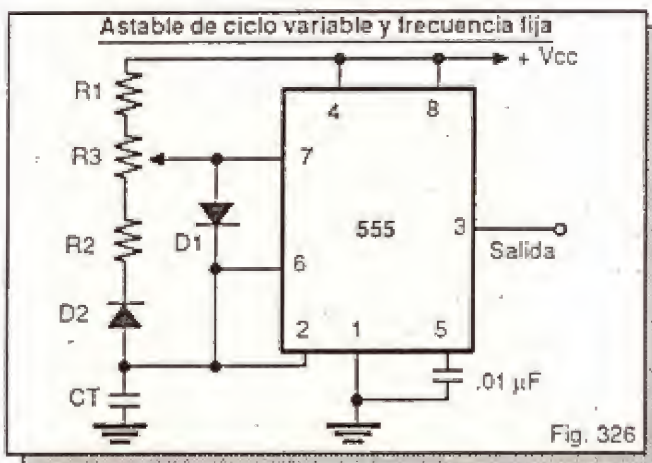 Astable de ciclo variable y frecuencia fija
+ Vcc
R1
4
8
R3
7
555
3
R2
D1
Salida
6
D2
2
1
5
CT
.01 µF
Fig. 326